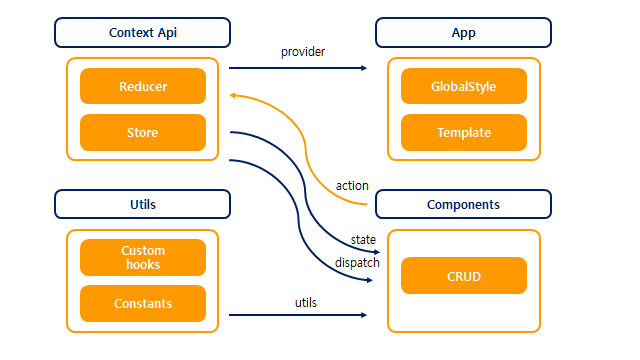 Context Api
provider
App
Reducer
Store
GlobalStyle
Template
action
Utils
Components
state
dispatch
Custom
hooks
Constants
CRUD
utils